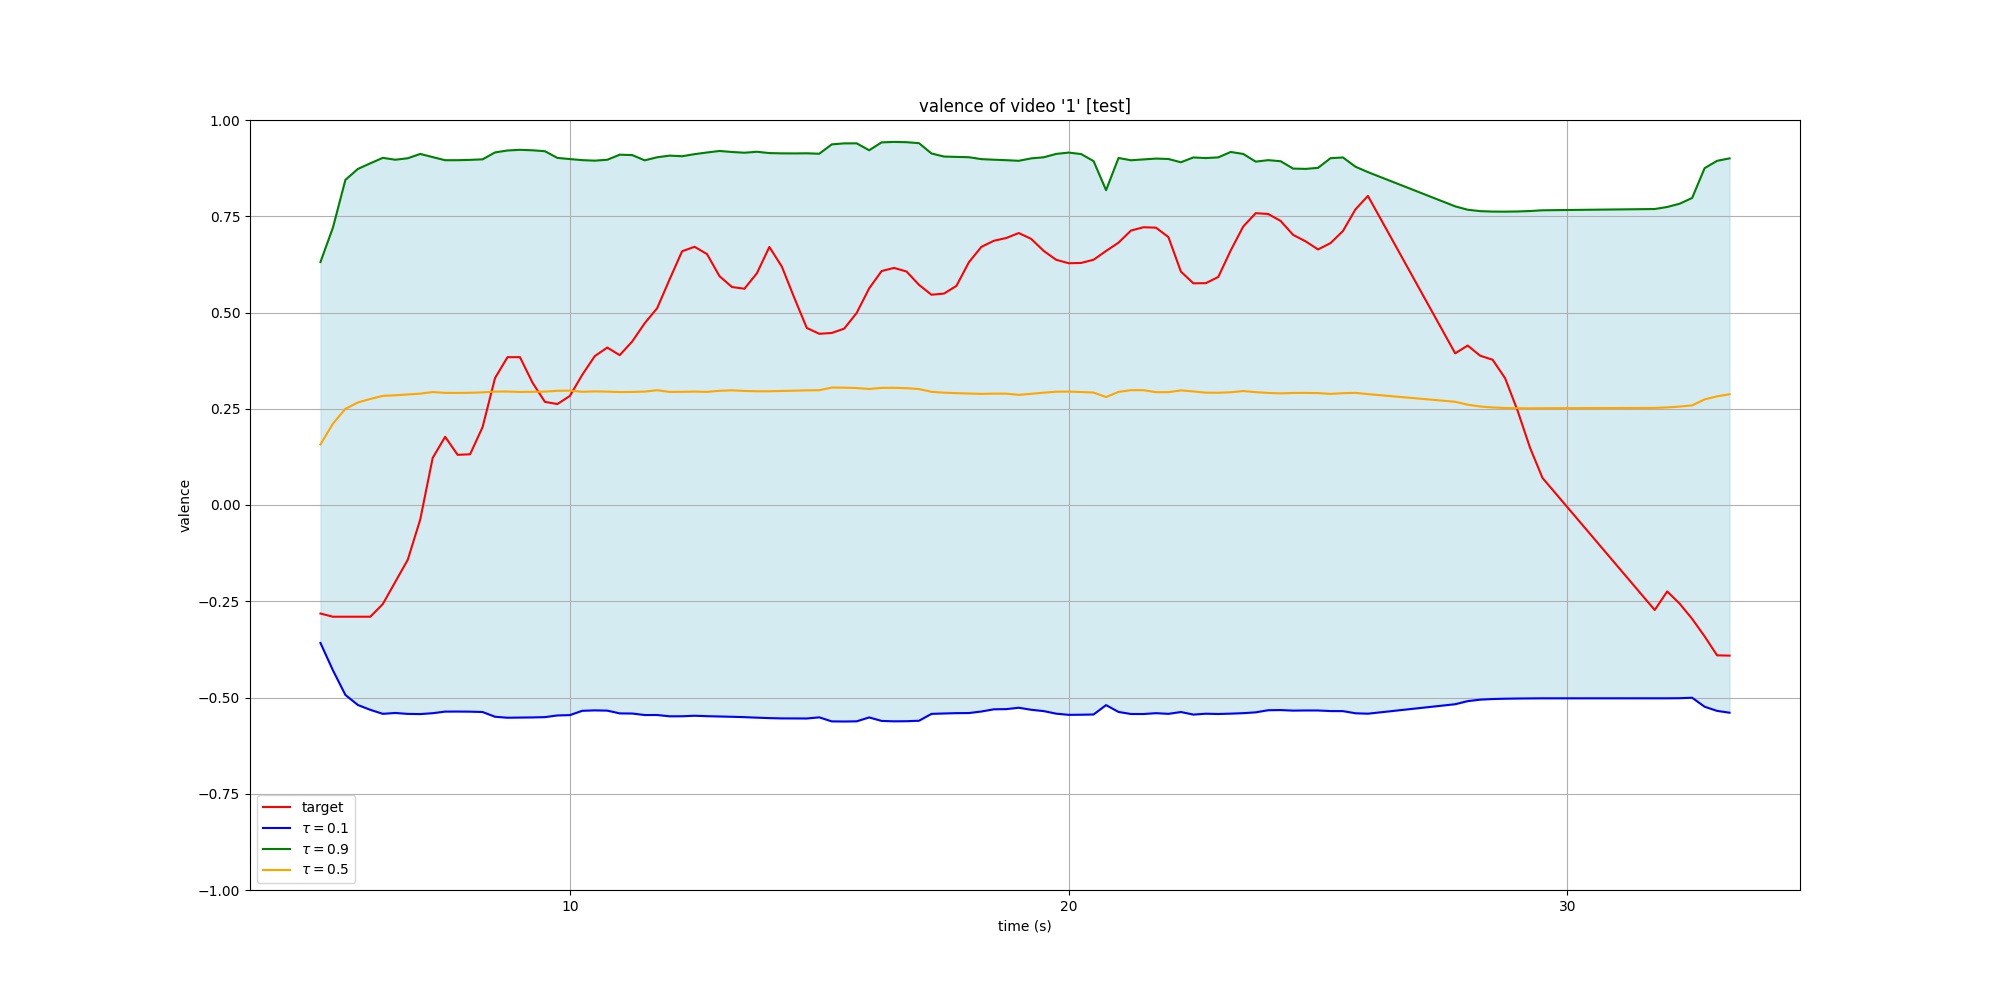 valence of video '1' [test]
1.00
0.75
0.50
0.25
0.00
−0.25
−0.50
−0.75
−1.00
valence
target
τ = 0.1
τ = 0.9
τ = 0.5
10
20
30
time (s)